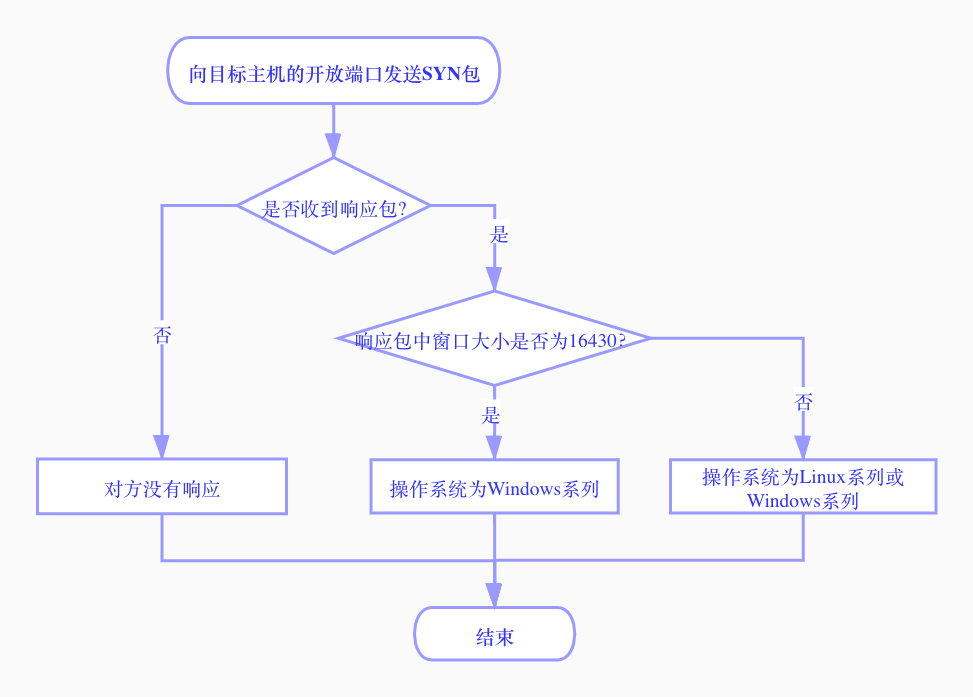 向目标主机的开放端口发送SYN包
是否收到响应包?
是
响应包中窗口大小是否为16430?
否
是
否
对方没有响应
操作系统为Windows系列
操作系统为Linux系列或
Windows系列
结束